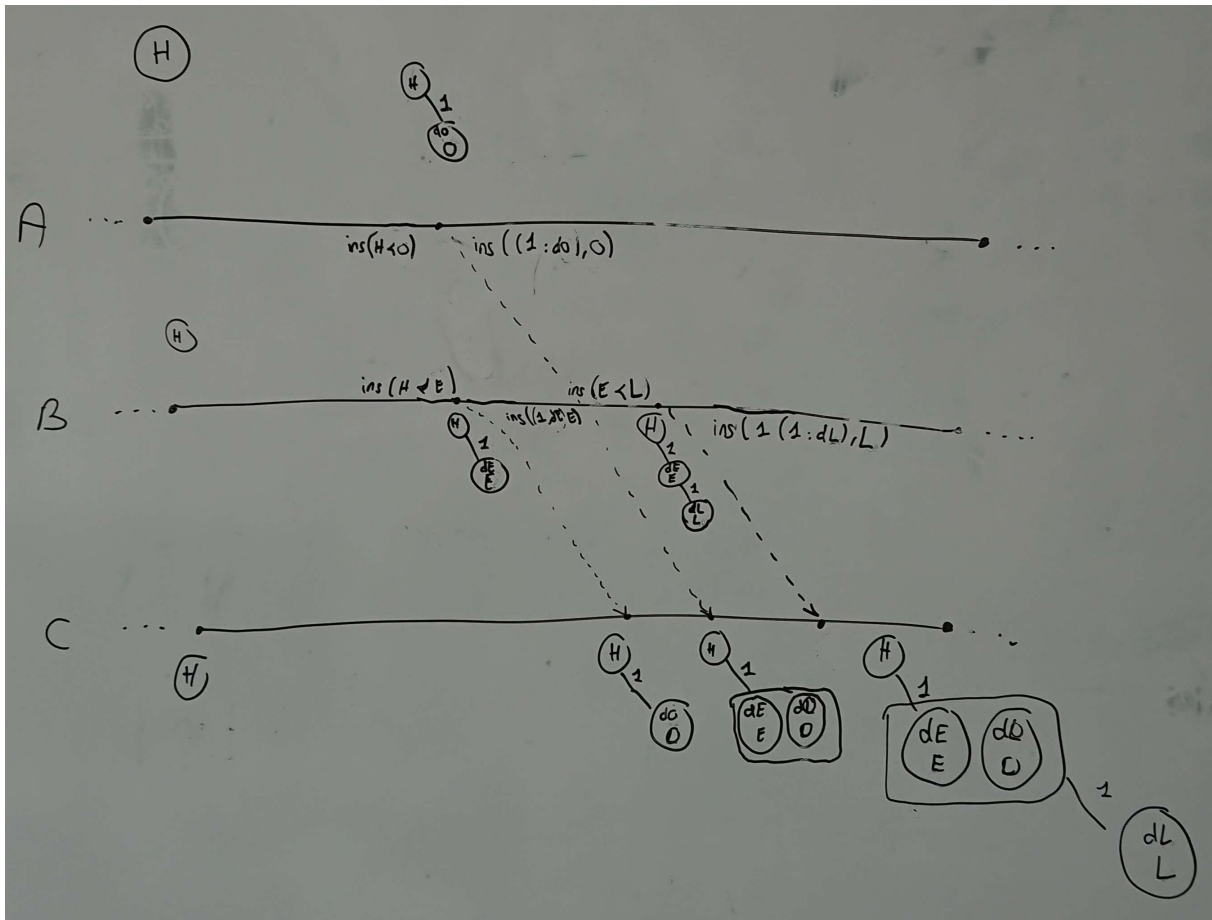 H
H
1
dO
O
A ...
...
ins(H<O) ins((1:dO),O)
H
B ....
....
ins(H<E)
ins(E<L)
ins(1(1:dL),L)
H
1
dE
E
H
1
dE
E
1
dL
L
C ...
....
H
H
1
dO
O
H
1
dE
E
dO
O
H
1
dE
E
dO
O
1
dL
L